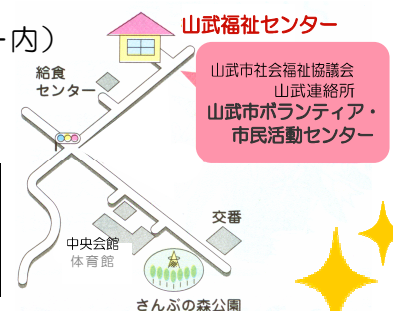 山武福祉センター
ー内）
給食
センター
山武市社会福祉協議会
山武連絡所
山武市ボランティア・
市民活動センター
交番
中央会館
体育館
さんぶの森公園